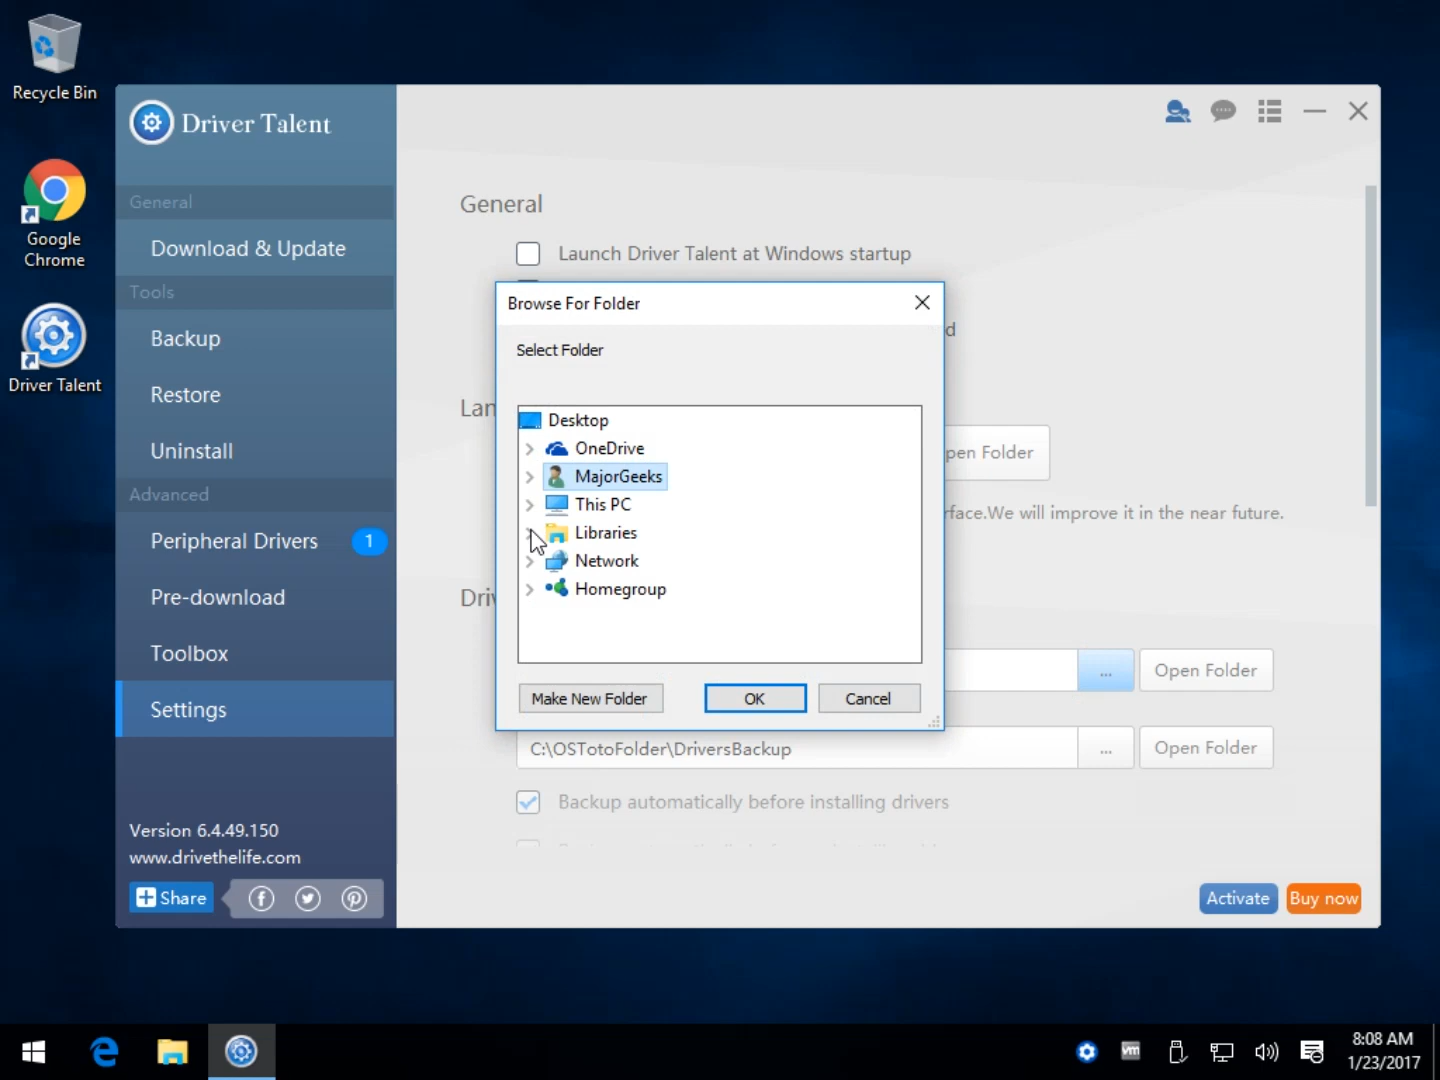 Recycle Bin
Google
Chrome
Driver Talent
Driver Talent
General
Download & Update
Tools
Backup
Restore
Uninstall
Advanced
Peripheral Drivers
1
Pre-download
Toolbox
Settings
Version 6.4.49.150
www.drivethelife.com
Share
General
Launch Driver Talent at Windows startup
d
Lan
pen Folder
rface.We will improve it in the near future.
Driv
...
Open Folder
C:\OSTotoFolder\DriversBackup
...
Open Folder
Backup automatically before installing drivers
Activate
Buy now
Browse For Folder
Select Folder
Desktop
OneDrive
MajorGeeks
This PC
Libraries
Network
Homegroup
Make New Folder
OK
Cancel
vm
8:08 AM
1/23/2017